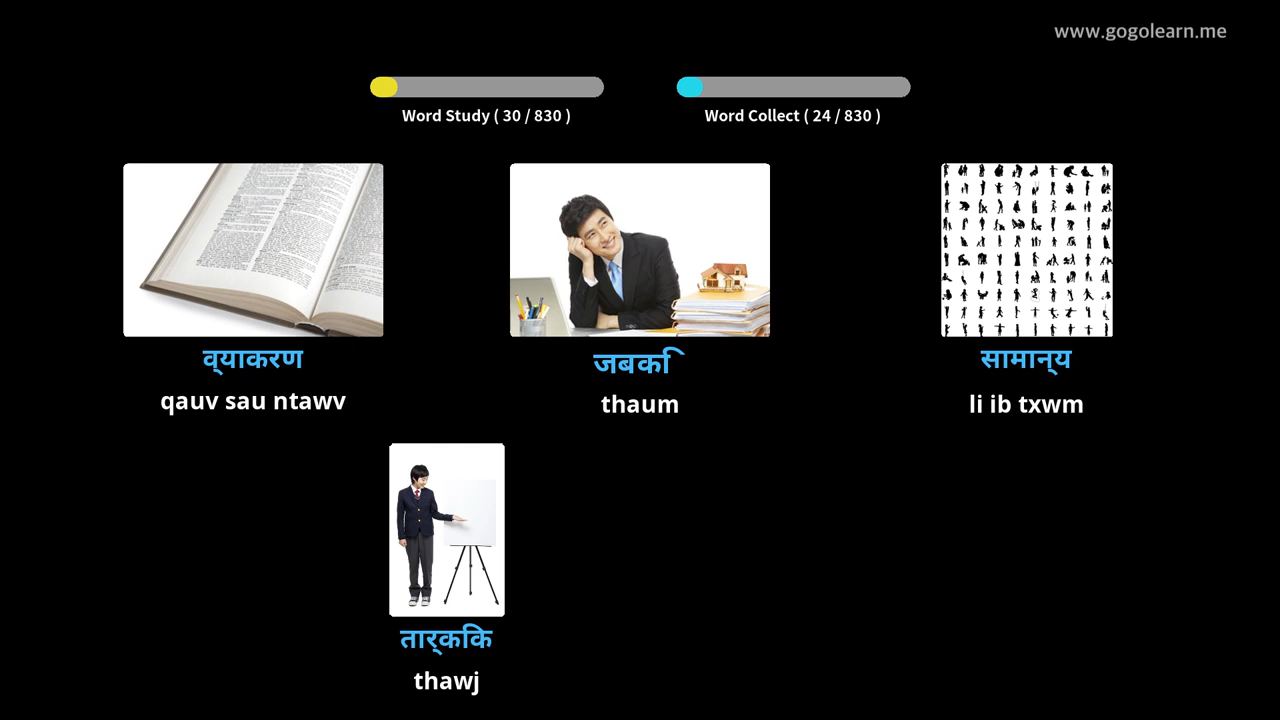 www.gogolearn.me
Word Study ( 30 / 830 )
Word Collect ( 24 / 830 )
व्याकरण
qauv sau ntawv
जबकि
thaum
सामान्य
li ib txwm
तार्किक
thawj